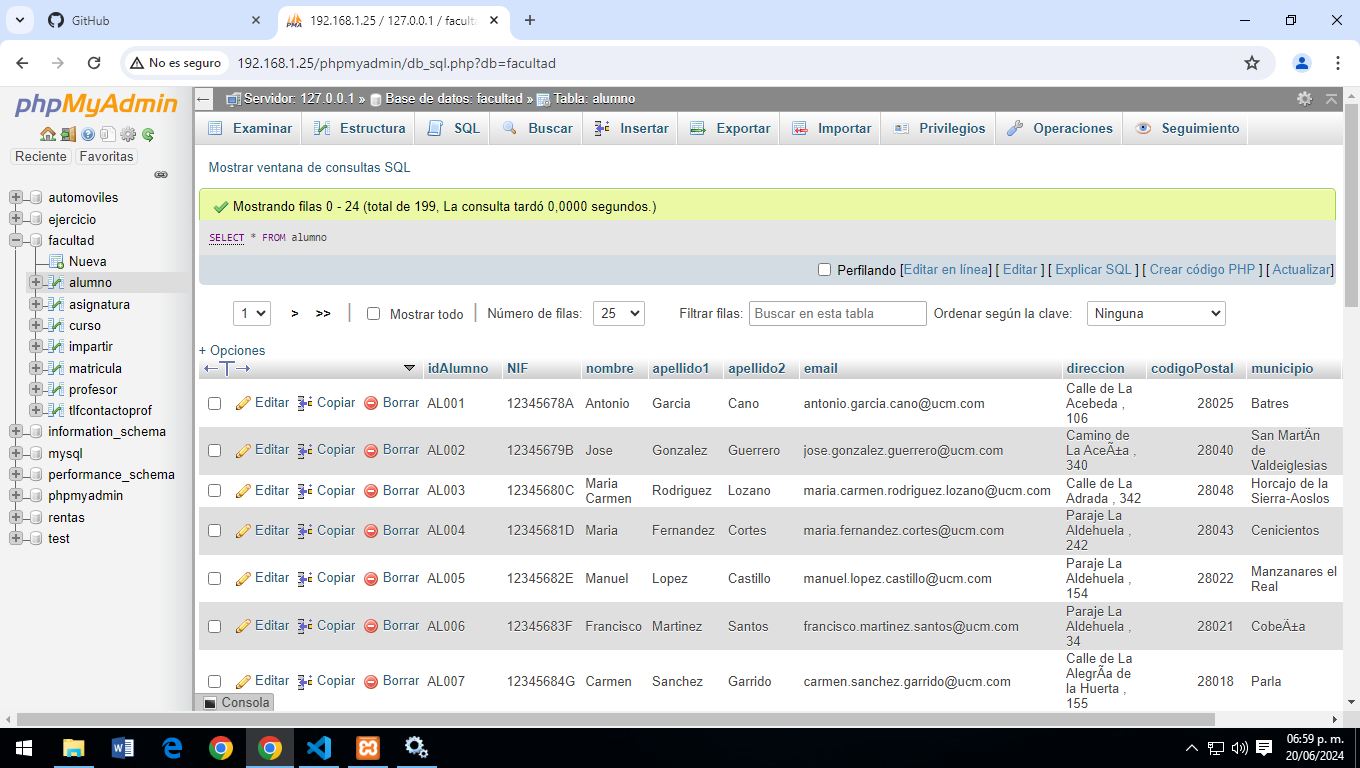 GitHub
192.168.1.25 / 127.0.0.1 / faculta
No es seguro
192.168.1.25/phpmyadmin/db_sql.php?db=facultad
phpMyAdmin
Reciente Favoritas
automoviles
ejercicio
facultad
Nueva
alumno
asignatura
curso
impartir
matricula
profesor
tlfcontactoprof
information_schema
mysql
performance_schema
phpmyadmin
rentas
test
Servidor: 127.0.0.1 » Base de datos: facultad » Tabla: alumno
Examinar Estructura SQL Buscar Insertar Exportar Importar Privilegios Operaciones Seguimiento
Mostrar ventana de consultas SQL
Mostrando filas 0 - 24 (total de 199, La consulta tardó 0,0000 segundos.)
SELECT * FROM alumno
Perfilando [Editar en línea] [ Editar ] [ Explicar SQL ] [ Crear código PHP ] [ Actualizar]
1 > >> | Mostrar todo | Número de filas: 25 Filtrar filas: Buscar en esta tabla Ordenar según la clave: Ninguna
+ Opciones
←T→ idAlumno NIF nombre apellido1 apellido2 email direccion codigoPostal municipio
Editar Copiar Borrar AL001 12345678A Antonio Garcia Cano antonio.garcia.cano@ucm.com Calle de La Acebeda , 106 28025 Batres
Editar Copiar Borrar AL002 12345679B Jose Gonzalez Guerrero jose.gonzalez.guerrero@ucm.com Camino de La AceÃ±a , 340 28040 San MartÃn de Valdeiglesias
Editar Copiar Borrar AL003 12345680C Maria Carmen Rodriguez Lozano maria.carmen.rodriguez.lozano@ucm.com Calle de La Adrada , 342 28048 Horcajo de la Sierra-Aoslos
Editar Copiar Borrar AL004 12345681D Maria Fernandez Cortes maria.fernandez.cortes@ucm.com Paraje La Aldehuela , 242 28043 Cenicientos
Editar Copiar Borrar AL005 12345682E Manuel Lopez Castillo manuel.lopez.castillo@ucm.com Paraje La Aldehuela , 154 28022 Manzanares el Real
Editar Copiar Borrar AL006 12345683F Francisco Martinez Santos francisco.martinez.santos@ucm.com Paraje La Aldehuela , 34 28021 CobeÃ±a
Editar Copiar Borrar AL007 12345684G Carmen Sanchez Garrido carmen.sanchez.garrido@ucm.com Calle de La AlegrÃa de la Huerta , 155 28018 Parla
Consola
06:59 p. m.
20/06/2024